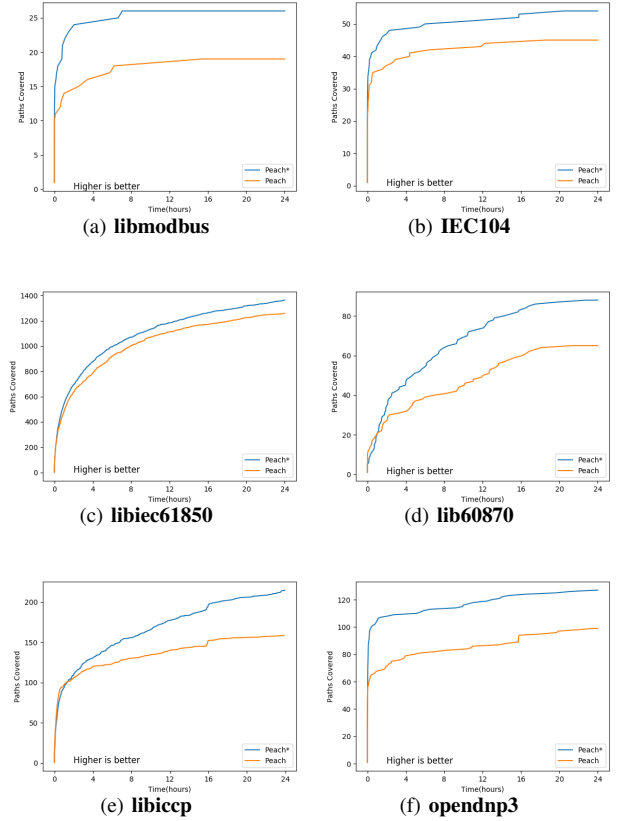 25
20
15
10
5
0
Paths Covered
Higher is better
Peach*
Peach
0 4 8 12 16 20 24
Time(hours)
(a) libmodbus
50
40
30
20
10
0
Paths Covered
Higher is better
Peach*
Peach
0 4 8 12 16 20 24
Time(hours)
(b) IEC104
1400
1200
1000
800
600
400
200
0
Paths Covered
Higher is better
Peach*
Peach
0 4 8 12 16 20 24
Time(hours)
(c) libiec61850
80
60
40
20
0
Paths Covered
Higher is better
Peach*
Peach
0 4 8 12 16 20 24
Time(hours)
(d) lib60870
200
150
100
50
0
Paths Covered
Higher is better
Peach*
Peach
0 4 8 12 16 20 24
Time(hours)
(e) libiccp
120
100
80
60
40
20
0
Paths Covered
Higher is better
Peach*
Peach
0 4 8 12 16 20 24
Time(hours)
(f) opendnp3